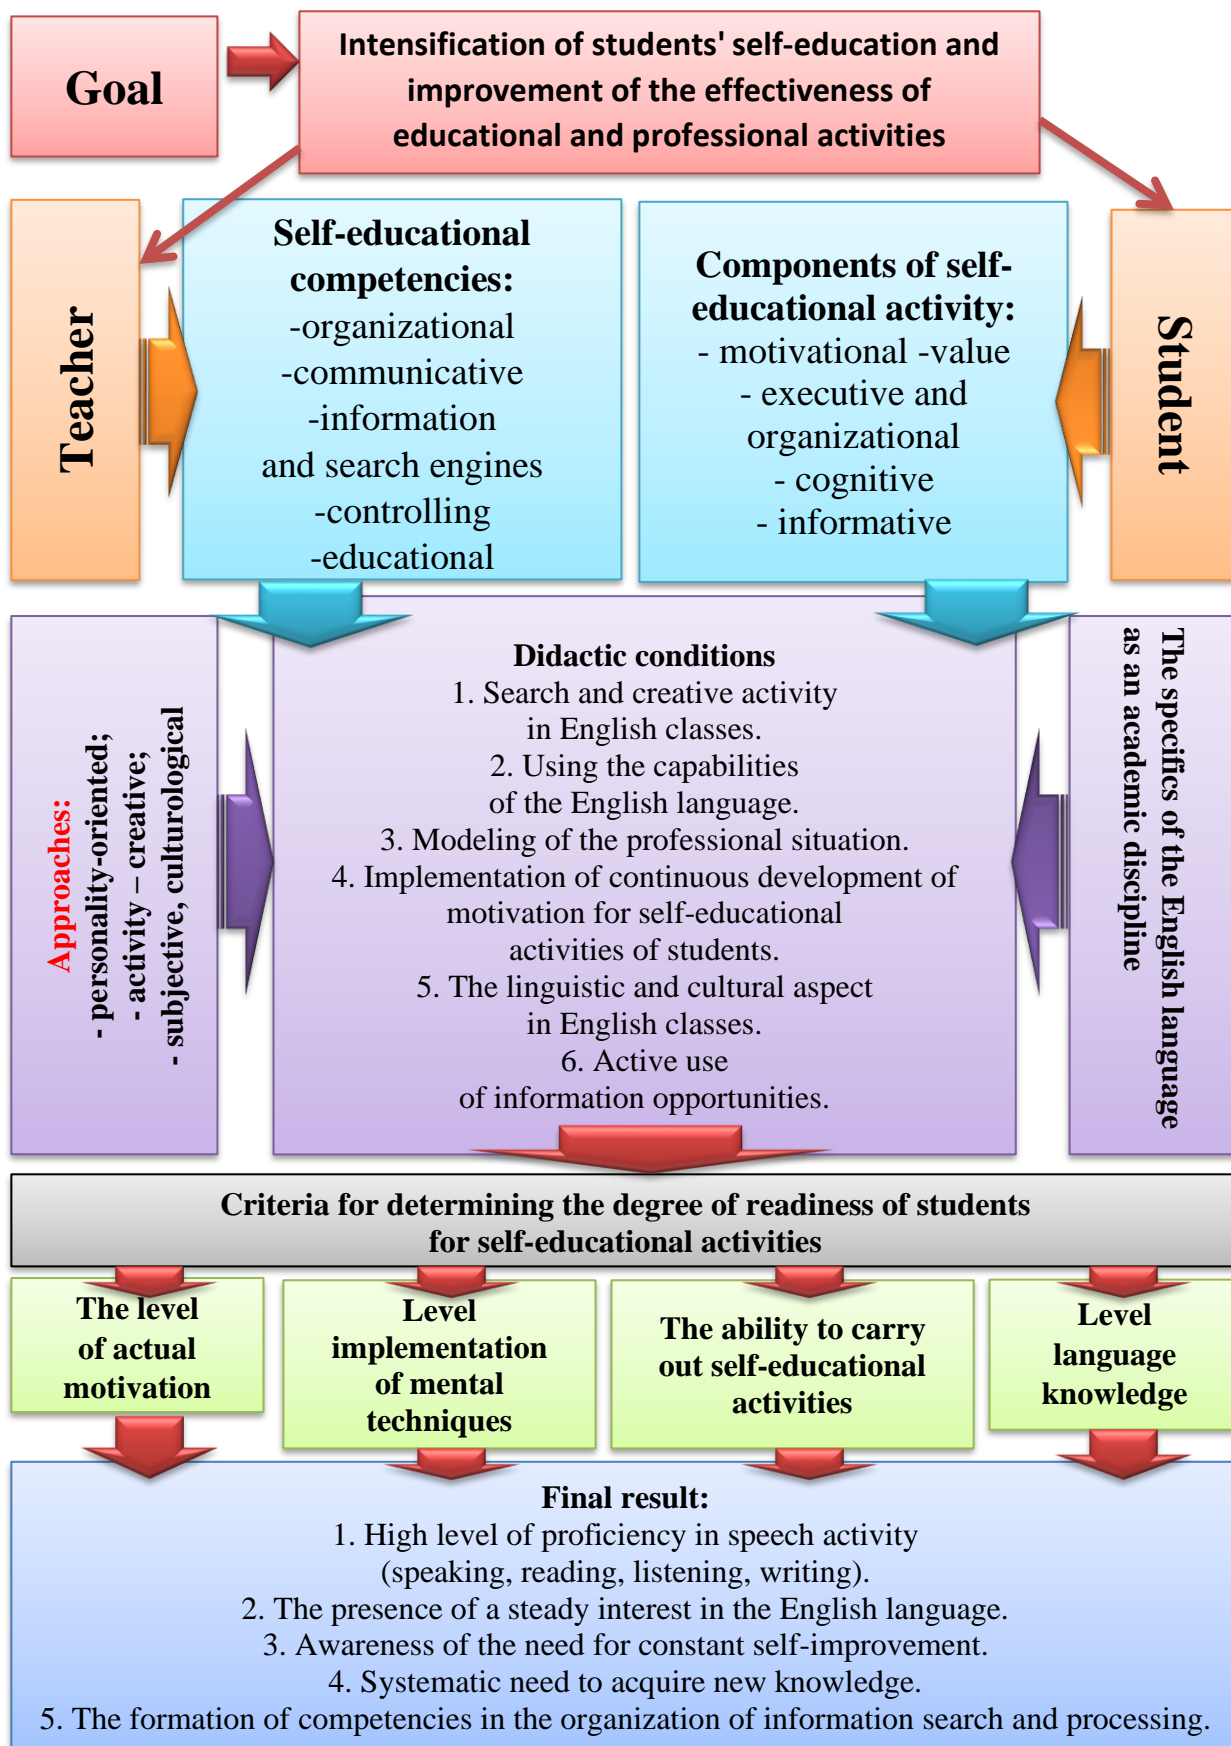 Goal
Intensification of students' self-education and
improvement of the effectiveness of
educational and professional activities
Teacher
Self-educational
competencies:
-organizational
-communicative
-information
and search engines
-controlling
-educational
Components of self-
educational activity:
- motivational -value
- executive and
organizational
- cognitive
- informative
Student
Approaches:
- personality-oriented;
- activity – creative;
- subjective, culturological
Didactic conditions
1. Search and creative activity
in English classes.
2. Using the capabilities
of the English language.
3. Modeling of the professional situation.
4. Implementation of continuous development of
motivation for self-educational
activities of students.
5. The linguistic and cultural aspect
in English classes.
6. Active use
of information opportunities.
The specifics of the English language
as an academic discipline
Criteria for determining the degree of readiness of students
for self-educational activities
The level
of actual
motivation
Level
implementation
of mental
techniques
The ability to carry
out self-educational
activities
Level
language
knowledge
Final result:
1. High level of proficiency in speech activity
(speaking, reading, listening, writing).
2. The presence of a steady interest in the English language.
3. Awareness of the need for constant self-improvement.
4. Systematic need to acquire new knowledge.
5. The formation of competencies in the organization of information search and processing.